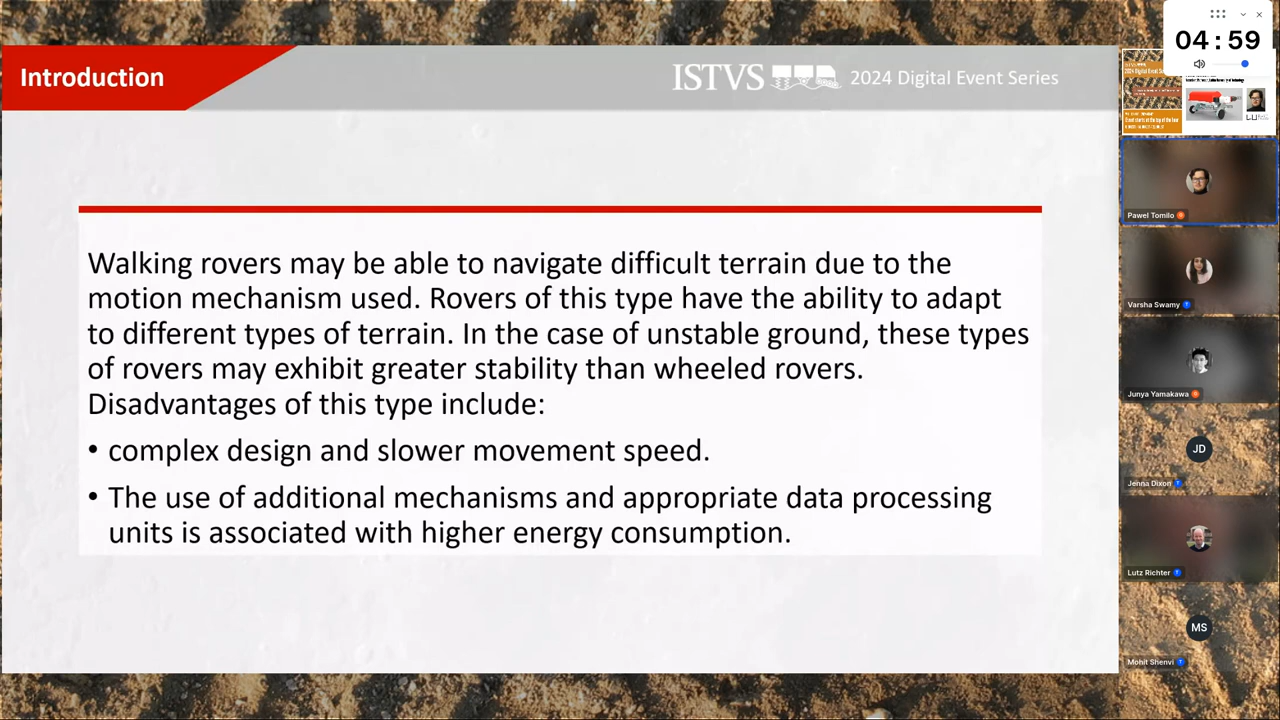 Introduction
ISTVS 2024 Digital Event Series
04:59
Walking rovers may be able to navigate difficult terrain due to the
motion mechanism used. Rovers of this type have the ability to adapt
to different types of terrain. In the case of unstable ground, these types
of rovers may exhibit greater stability than wheeled rovers.
Disadvantages of this type include:
• complex design and slower movement speed.
• The use of additional mechanisms and appropriate data processing
units is associated with higher energy consumption.
Pawel Tomilo
Varsha Swamy
Junya Yamakawa
JD
Jenna Dixon
Lutz Richter
MS
Mohit Shenvi